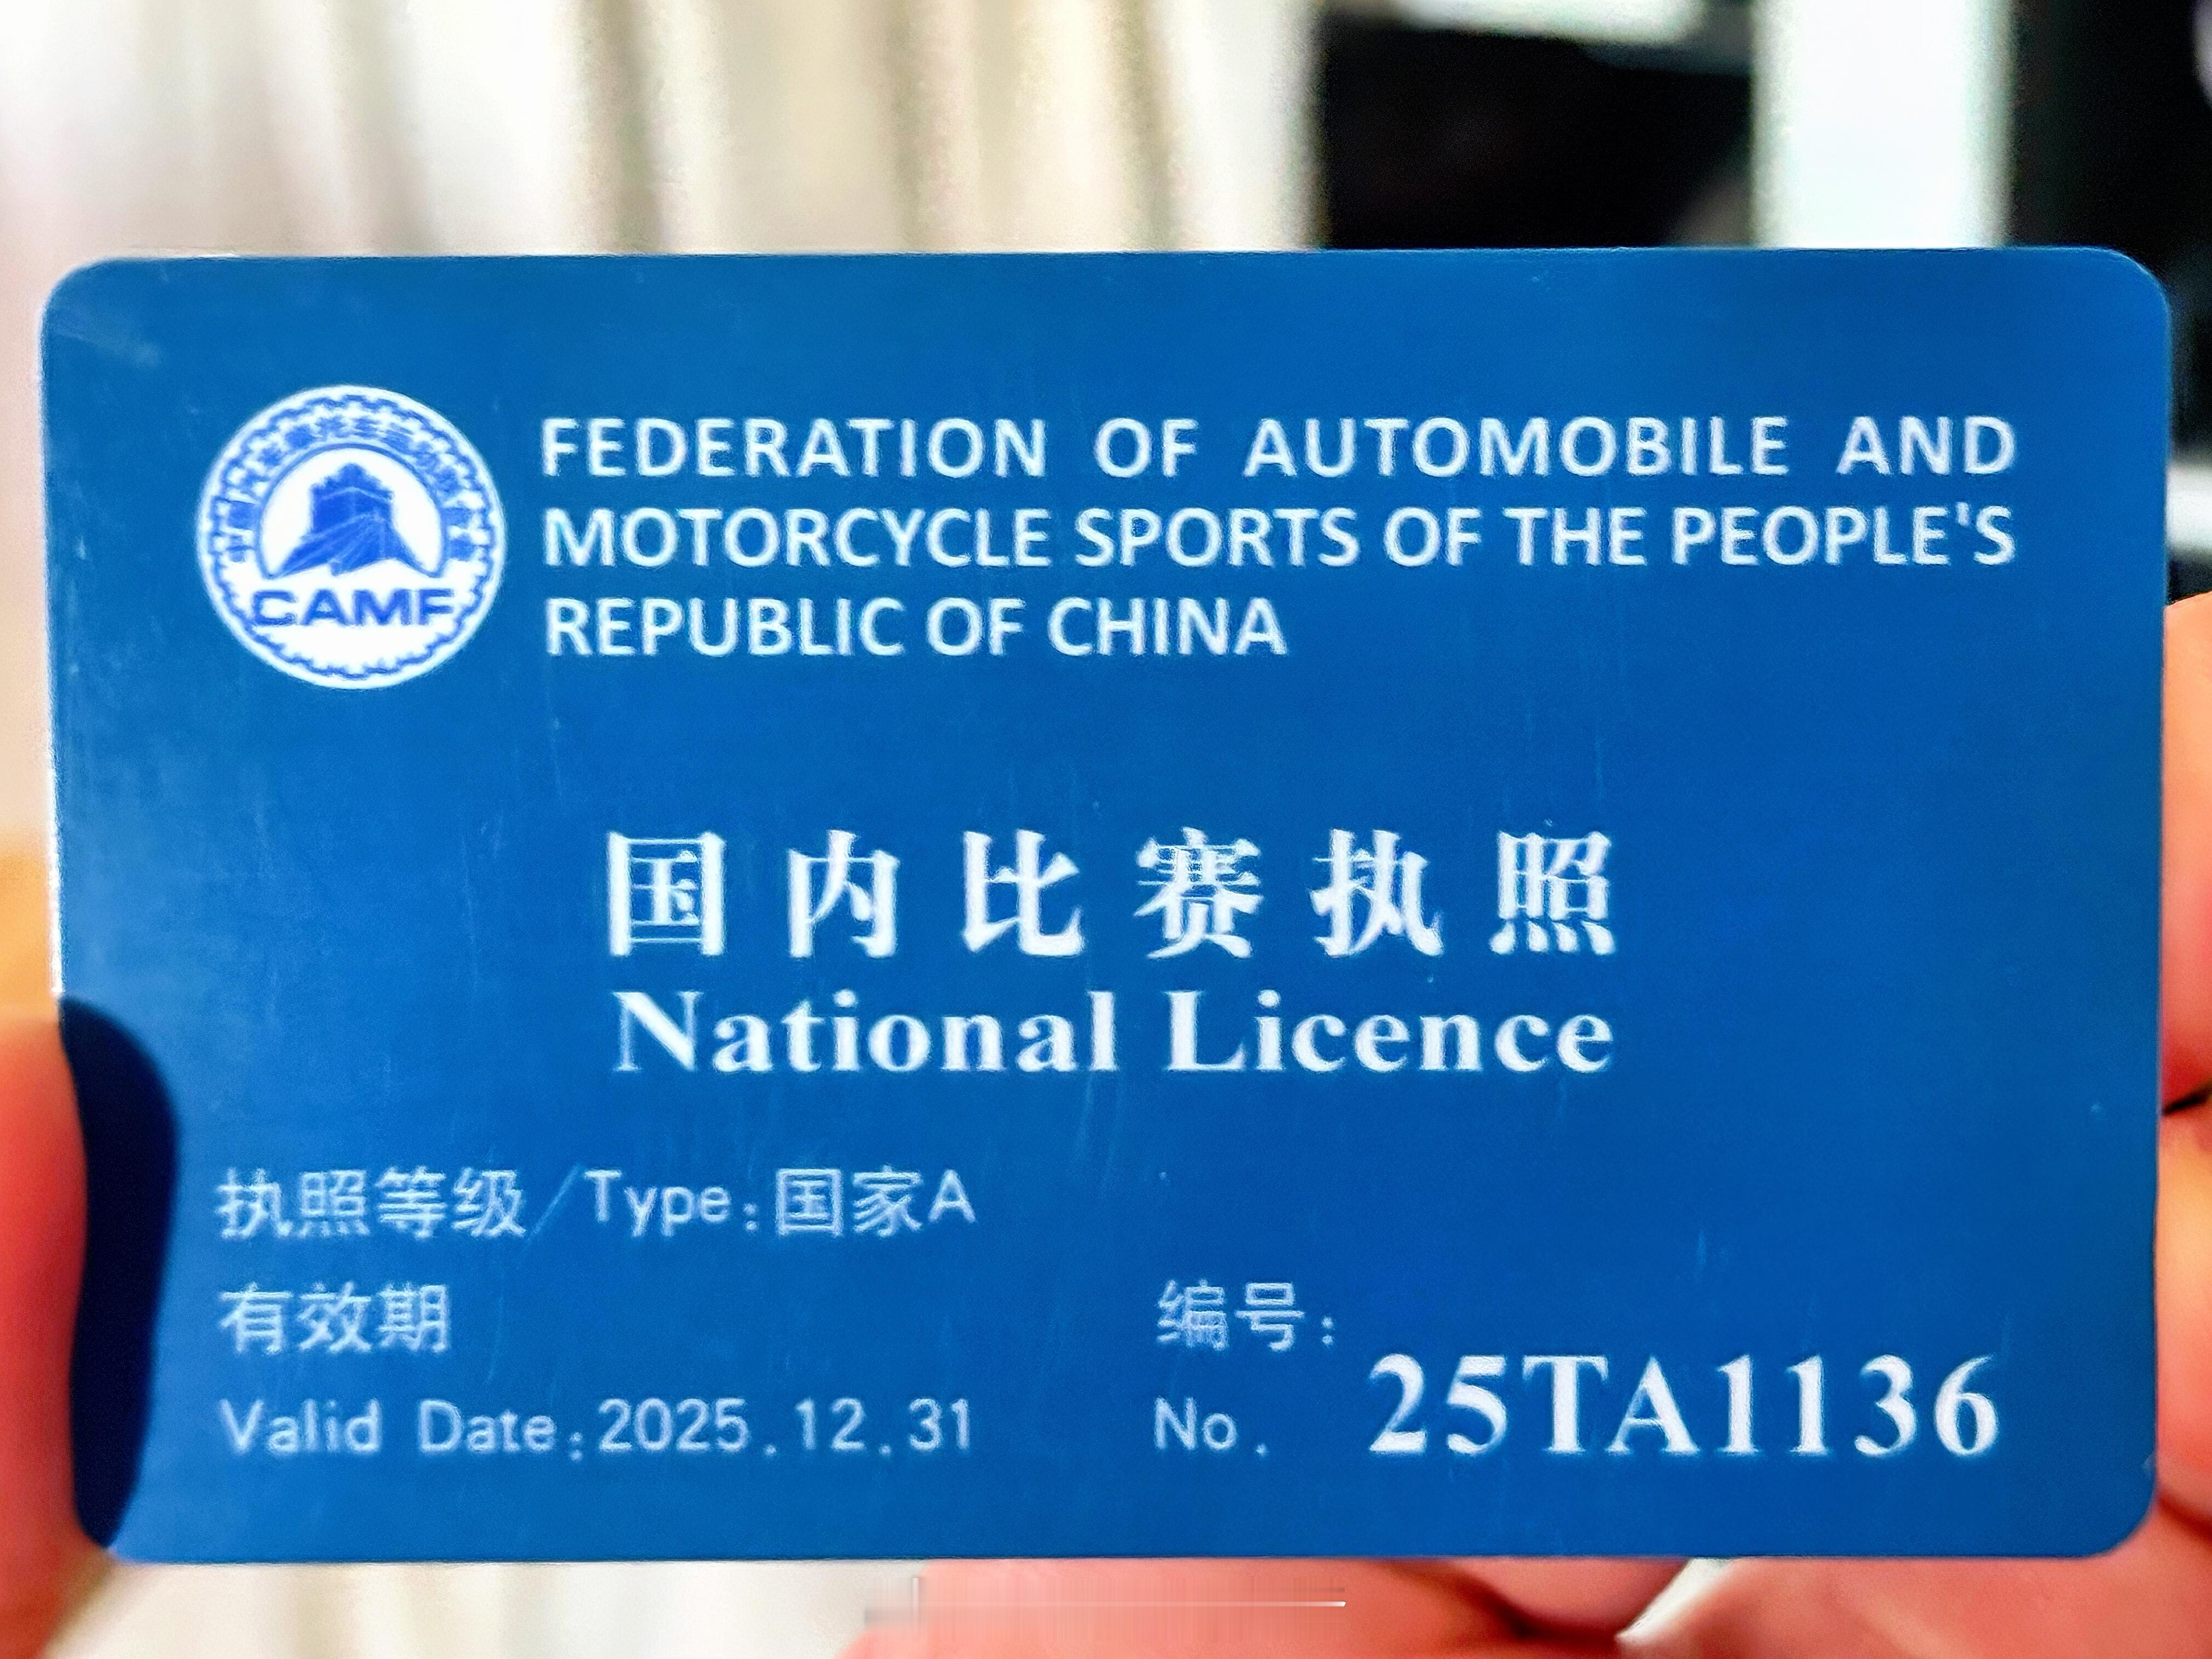 FEDERATION OF AUTOMOBILE AND
MOTORCYCLE SPORTS OF THE PEOPLE'S
REPUBLIC OF CHINA
CAMF
国内比赛执照
National Licence
执照等级/Type:国家A
有效期
Valid Date:2025.12.31
编号:
No. 25TA1136